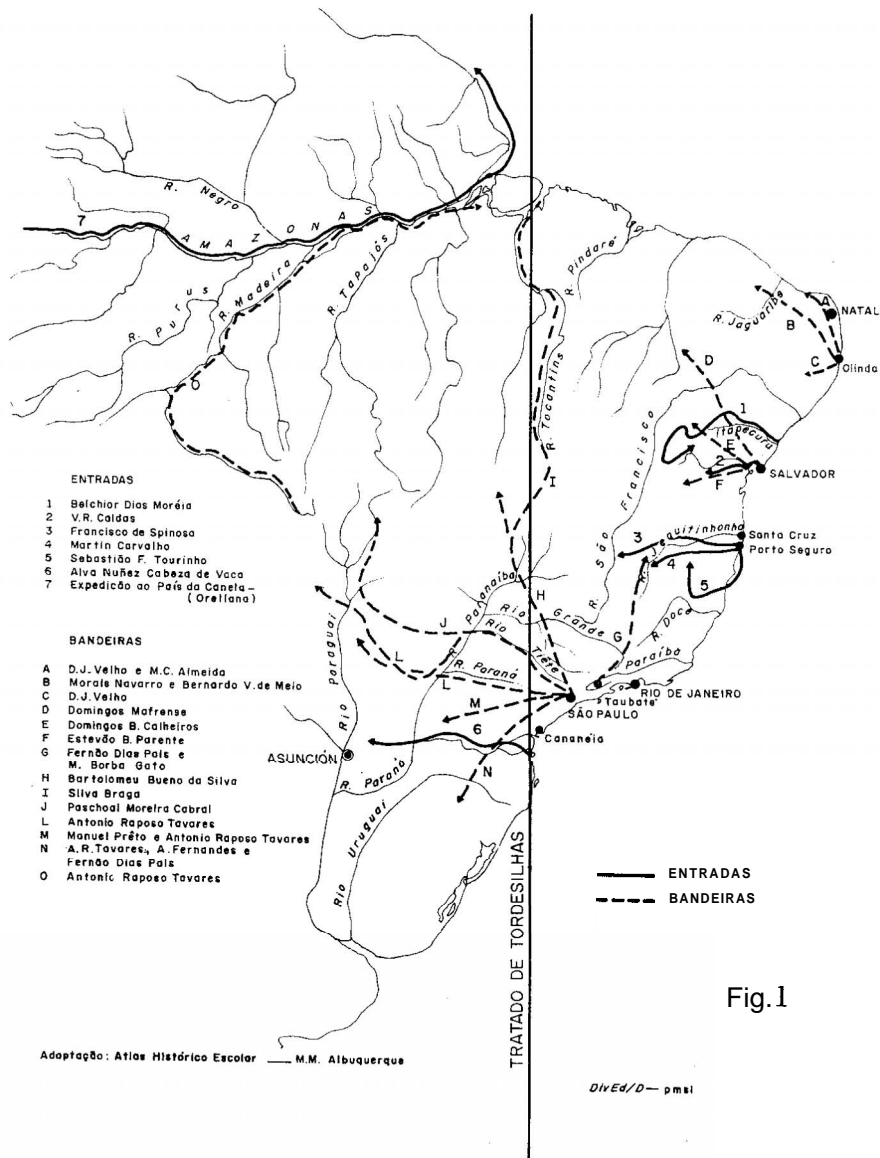 R. Negro
7
AMAZONAS
R. Purus
R. Madeira
R. Tapajós
R. Pindaré
R. Jaguaribe
A
NATAL
B
C
Olinda
D
O
R. Tocantins
I
R. São Francisco
1
Itapecurú
E
2
F
SALVADOR
ENTRADAS
1 Belchior Dias Moréia
2 V.R. Caldas
3 Francisco de Spinosa
4 Martin Carvalho
5 Sebastião F. Tourinho
6 Alva Nuñez Cabeza de Vaca
7 Expedição ao País da Canela-
(Orellana)
3
R. Jequitinhonha
Santa Cruz
Porto Seguro
4
5
R. Doce
Rio Paraguai
J
R. Paranaíba
H
Rio Grande
G
Rio Tiête
Paraíba
L
R. Paraná
L
M
RIO DE JANEIRO
Taubaté
SÃO PAULO
6
Cananéia
ASUNCIÓN
R. Paraná
N
Rio Uruguai
BANDEIRAS
A D.J. Velho e M.C. Almeida
B Morais Navarro e Bernardo V. de Melo
C D.J. Velho
D Domingos Mafrense
E Domingos B. Calheiros
F Estevão B. Parente
G Fernão Dias Pais e
M. Borba Gato
H Bartolomeu Bueno da Silva
I Silva Braga
J Paschoal Moreira Cabral
L Antonio Raposo Tavares
M Manuel Prêto e Antonio Raposo Tavares
N A.R. Tavares, A. Fernandes e
Fernão Dias Pais
O Antonio Raposo Tavares
ENTRADAS
BANDEIRAS
TRATADO DE TORDESILHAS
Fig.1
Adaptação: Atlas Histórico Escolar — M.M. Albuquerque
DivEd/D — pmsl